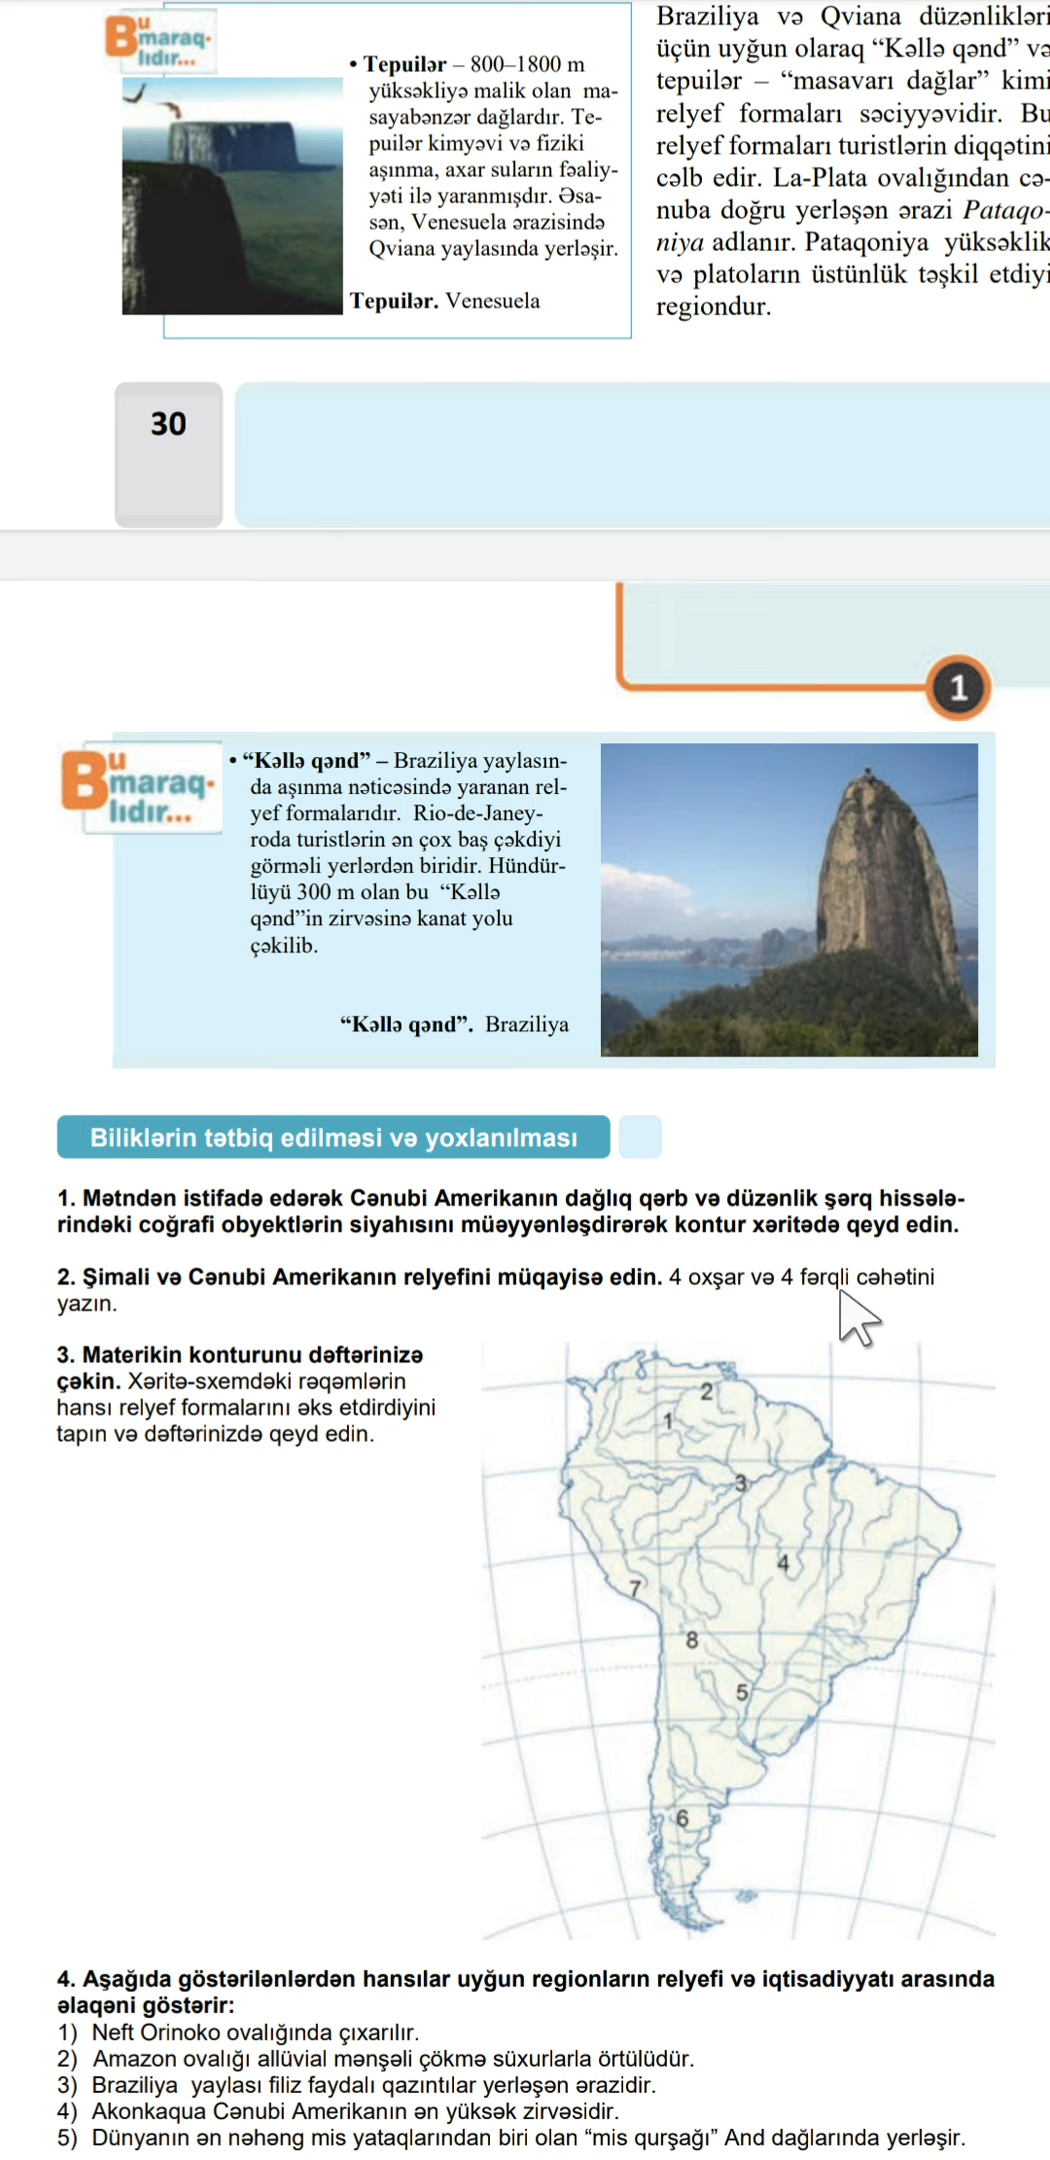 Bu
maraq-
lıdır...
• Tepuilər – 800–1800 m
yüksəkliyə malik olan ma-
sayabənzər dağlardır. Te-
puilər kimyəvi və fiziki
aşınma, axar suların fəaliy-
yəti ilə yaranmışdır. Əsa-
sən, Venesuela ərazisində
Qviana yaylasında yerləşir.
Tepuilər. Venesuela
Braziliya və Qviana düzənlikləri
üçün uyğun olaraq “Kəllə qənd” və
tepuilər – “masavarı dağlar” kimi
relyef formaları səciyyəvidir. Bu
relyef formaları turistlərin diqqətini
cəlb edir. La-Plata ovalığından cə-
nuba doğru yerləşən ərazi Pataqo-
niya adlanır. Pataqoniya yüksəklik
və platoların üstünlük təşkil etdiyi
regiondur.
30
1
Bu
maraq-
lıdır...
• “Kəllə qənd” – Braziliya yaylasın-
da aşınma nəticəsində yaranan rel-
yef formalarıdır. Rio-de-Janey-
roda turistlərin ən çox baş çəkdiyi
görməli yerlərdən biridir. Hündür-
lüyü 300 m olan bu “Kəllə
qənd”in zirvəsinə kanat yolu
çəkilib.
“Kəllə qənd”. Braziliya
Biliklərin tətbiq edilməsi və yoxlanılması
1. Mətndən istifadə edərək Cənubi Amerikanın dağlıq qərb və düzənlik şərq hissələ-
rindəki coğrafi obyektlərin siyahısını müəyyənləşdirərək kontur xəritədə qeyd edin.
2. Şimali və Cənubi Amerikanın relyefini müqayisə edin. 4 oxşar və 4 fərqli cəhətini
yazın.
3. Materikin konturunu dəftərinizə
çəkin. Xəritə-sxemdəki rəqəmlərin
hansı relyef formalarını əks etdirdiyini
tapın və dəftərinizdə qeyd edin.
2
1
3
4
7
8
5
6
4. Aşağıda göstərilənlərdən hansılar uyğun regionların relyefi və iqtisadiyyatı arasında
əlaqəni göstərir:
1) Neft Orinoko ovalığında çıxarılır.
2) Amazon ovalığı allüvial mənşəli çökmə süxurlarla örtülüdür.
3) Braziliya yaylası filiz faydalı qazıntılar yerləşən ərazidir.
4) Akonkaqua Cənubi Amerikanın ən yüksək zirvəsidir.
5) Dünyanın ən nəhəng mis yataqlarından biri olan “mis qurşağı” And dağlarında yerləşir.